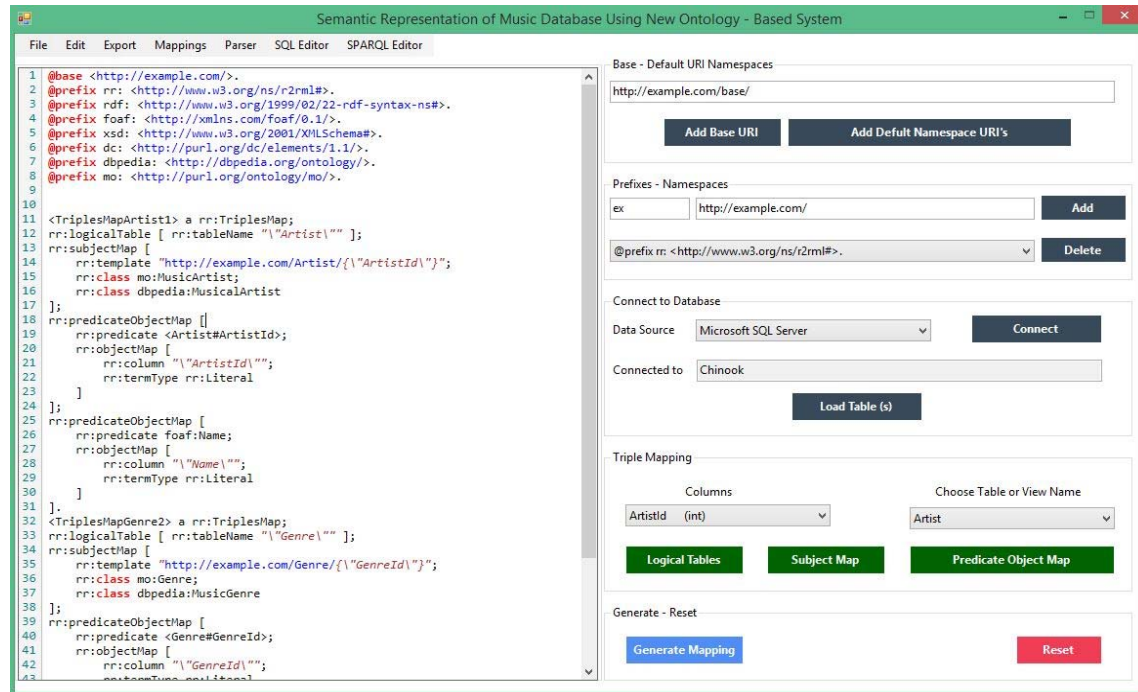 Semantic Representation of Music Database Using New Ontology - Based System
File Edit Export Mappings Parser SQL Editor SPARQL Editor
1 @base <http://example.com/>.
2 @prefix rr: <http://www.w3.org/ns/r2rml#>.
3 @prefix rdf: <http://www.w3.org/1999/02/22-rdf-syntax-ns#>.
4 @prefix foaf: <http://xmlns.com/foaf/0.1/>.
5 @prefix xsd: <http://www.w3.org/2001/XMLSchema#>.
6 @prefix dc: <http://purl.org/dc/elements/1.1/>.
7 @prefix dbpedia: <http://dbpedia.org/ontology/>.
8 @prefix mo: <http://purl.org/ontology/mo/>.
9
10
11 <TriplesMapArtist1> a rr:TriplesMap;
12 rr:logicalTable [ rr:tableName "\"Artist\"" ];
13 rr:subjectMap [
14 rr:template "http://example.com/Artist/{\"ArtistId\"}";
15 rr:class mo:MusicArtist;
16 rr:class dbpedia:MusicalArtist
17 ];
18 rr:predicateObjectMap [
19 rr:predicate <Artist#ArtistId>;
20 rr:objectMap [
21 rr:column "\"ArtistId\"";
22 rr:termType rr:Literal
23 ]
24 ];
25 rr:predicateObjectMap [
26 rr:predicate foaf:Name;
27 rr:objectMap [
28 rr:column "\"Name\"";
29 rr:termType rr:Literal
30 ]
31 ].
32 <TriplesMapGenre2> a rr:TriplesMap;
33 rr:logicalTable [ rr:tableName "\"Genre\"" ];
34 rr:subjectMap [
35 rr:template "http://example.com/Genre/{\"GenreId\"}";
36 rr:class mo:Genre;
37 rr:class dbpedia:MusicGenre
38 ];
39 rr:predicateObjectMap [
40 rr:predicate <Genre#GenreId>;
41 rr:objectMap [
42 rr:column "\"GenreId\"";
43 rr:termType rr:Literal
Base - Default URI Namespaces
http://example.com/base/
Add Base URI Add Defult Namespace URI's
Prefixes - Namespaces
ex http://example.com/ Add
@prefix rr: <http://www.w3.org/ns/r2rml#>. Delete
Connect to Database
Data Source Microsoft SQL Server Connect
Connected to Chinook
Load Table (s)
Triple Mapping
Columns Choose Table or View Name
ArtistId (int) Artist
Logical Tables Subject Map Predicate Object Map
Generate - Reset
Generate Mapping Reset